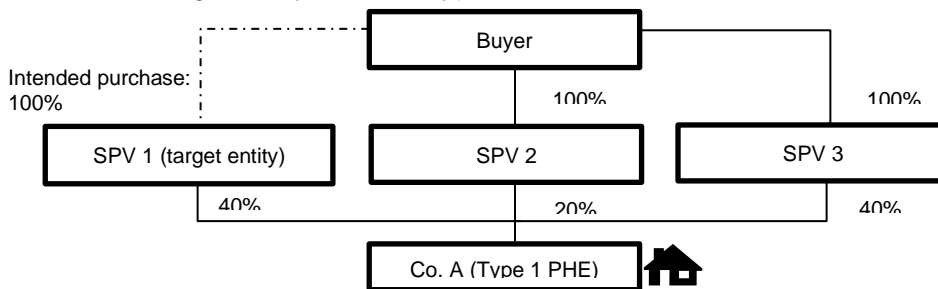 Buyer
Intended purchase:
100%
100%
100%
SPV 1 (target entity)
SPV 2
SPV 3
40%
20%
40%
Co. A (Type 1 PHE)